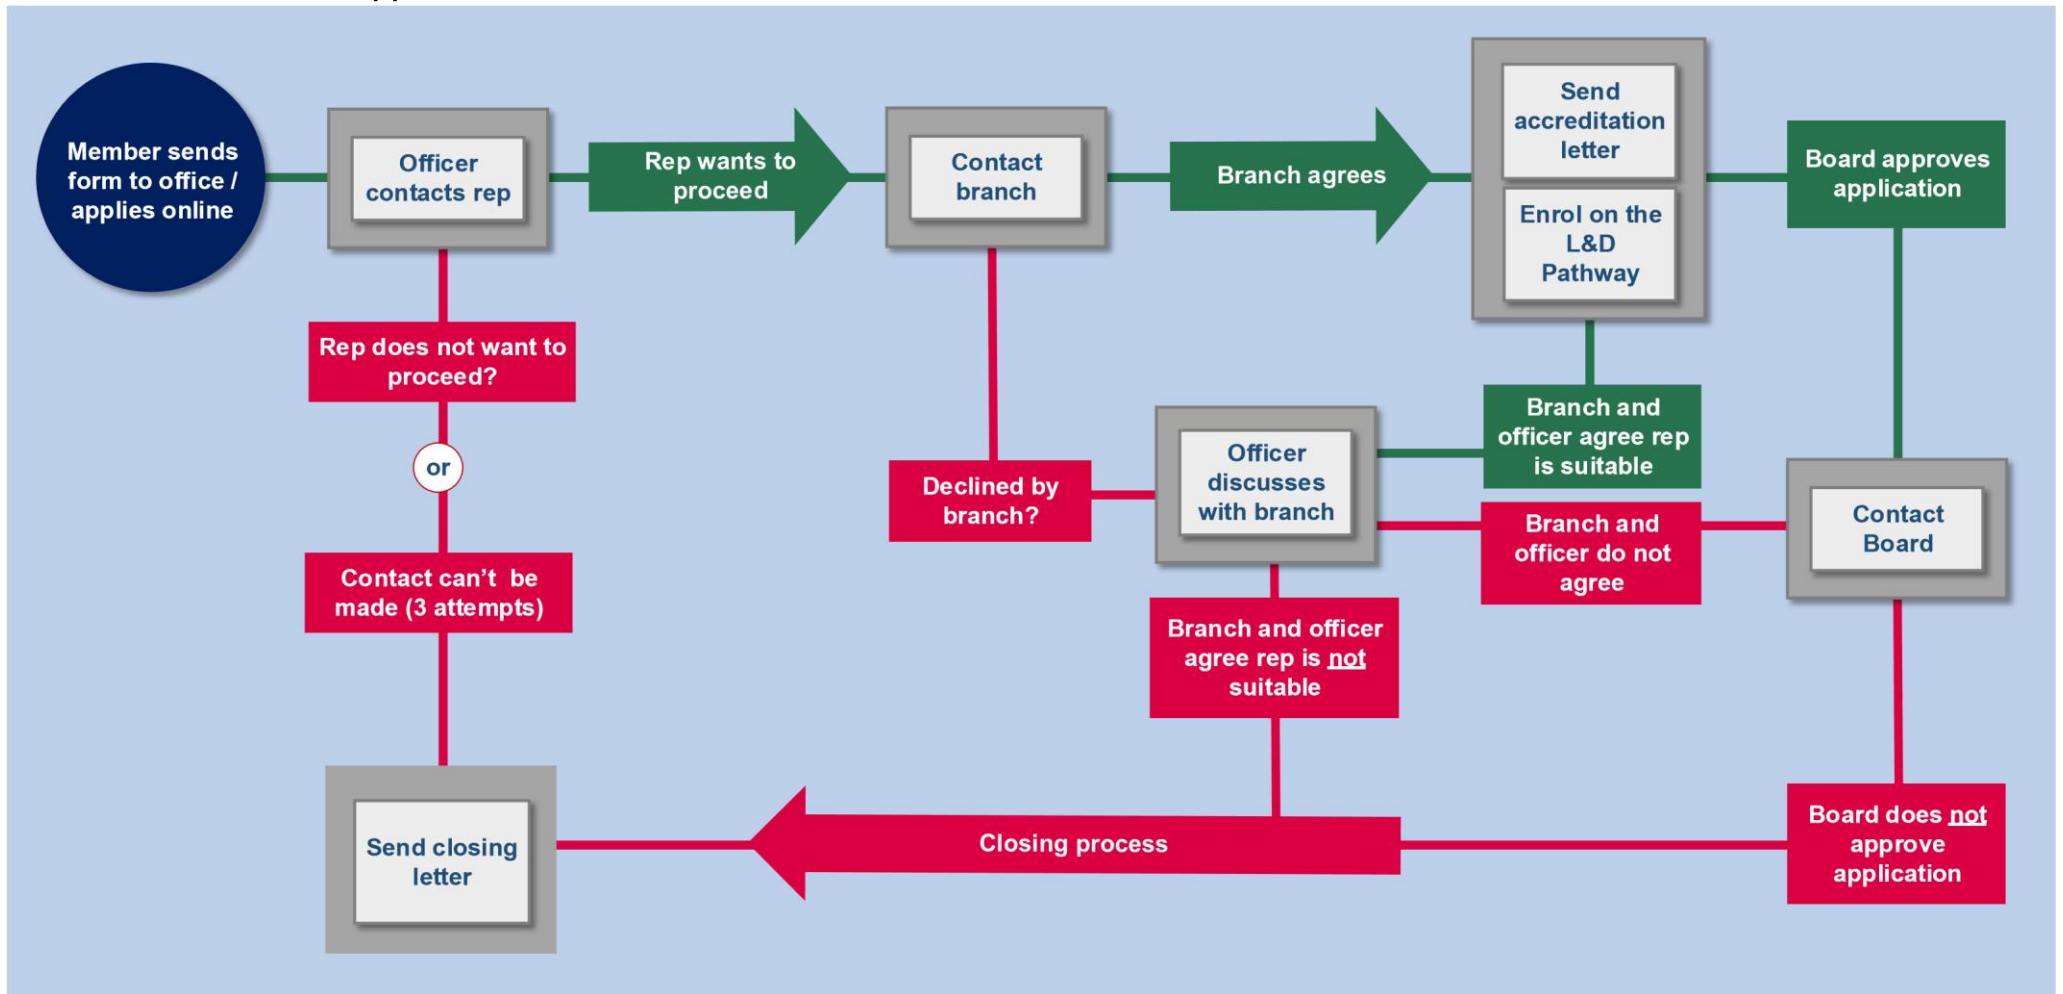 Member sends
form to office /
applies online
Officer
contacts rep
Rep wants to
proceed
Contact
branch
Branch agrees
Send
accreditation
letter
Enrol on the
L&D
Pathway
Board approves
application
Rep does not want to
proceed?
or
Contact can’t  be
made (3 attempts)
Declined by
branch?
Officer
discusses
with branch
Branch and
officer agree rep
is suitable
Branch and
officer do not
agree
Contact
Board
Branch and officer
agree rep is not
suitable
Board does not
approve
application
Closing process
Send closing
letter